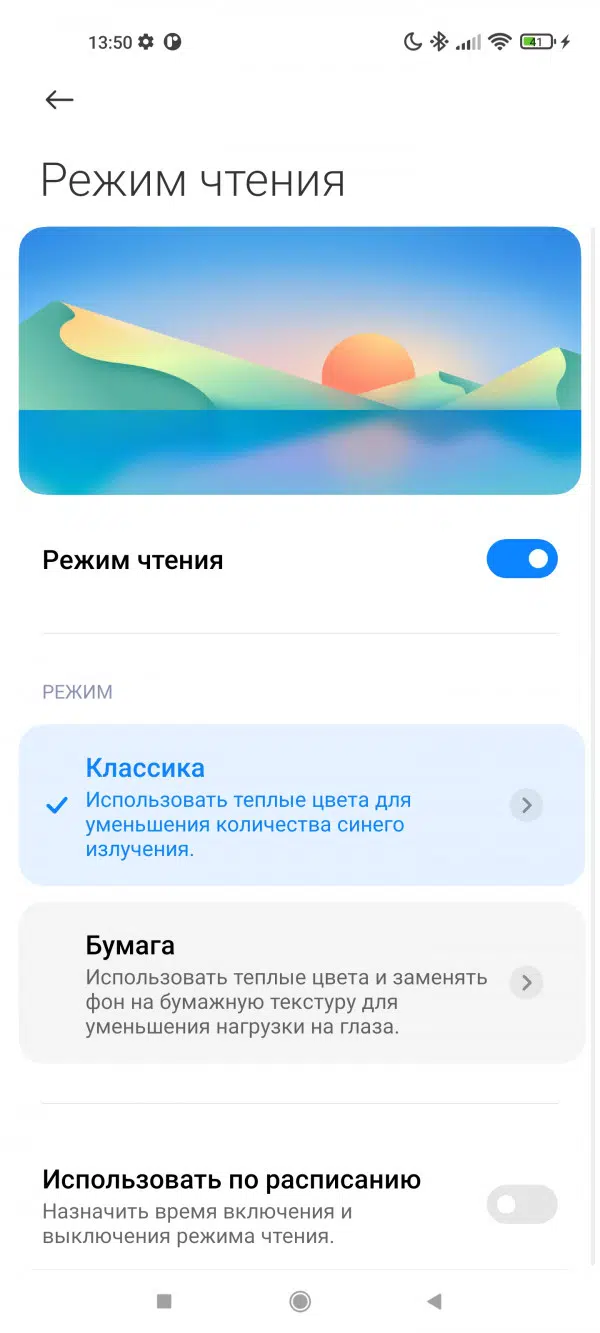 13:50
41
Режим чтения
Режим чтения
РЕЖИМ
Классика
Использовать теплые цвета для
уменьшения количества синего
излучения.
Бумага
Использовать теплые цвета и заменять
фон на бумажную текстуру для
уменьшения нагрузки на глаза.
Использовать по расписанию
Назначить время включения и
выключения режима чтения.